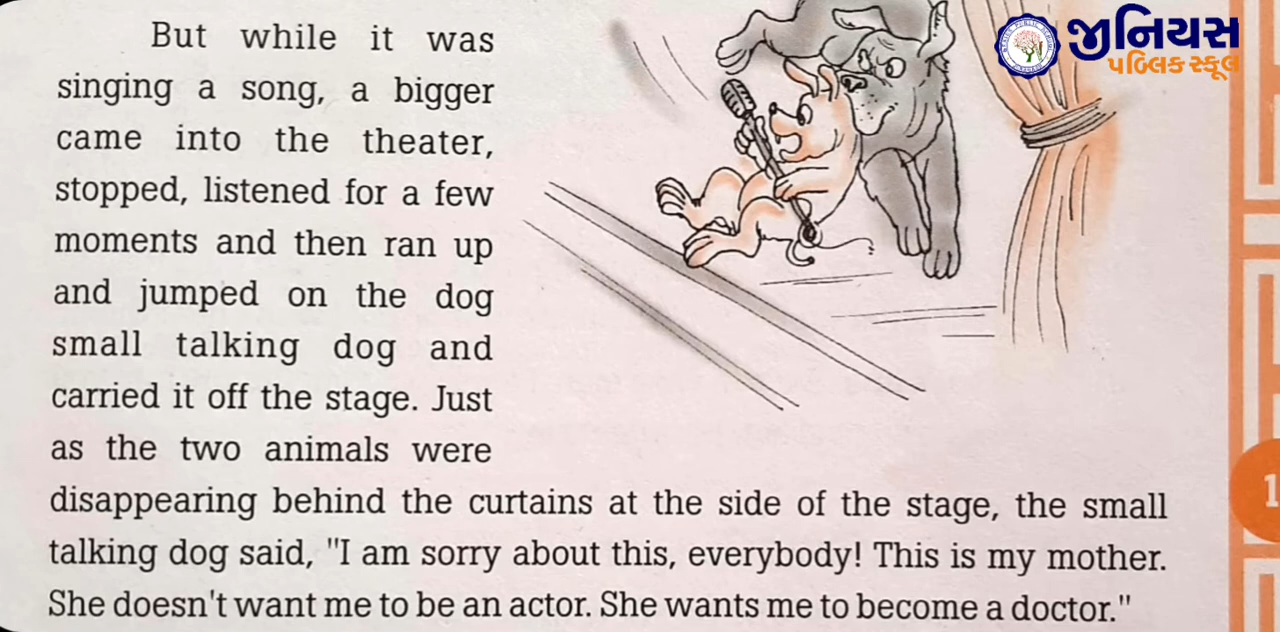 But while it was
singing a song, a bigger
came into the theater,
stopped, listened for a few
moments and then ran up
and jumped on the dog
small talking dog and
carried it off the stage. Just
as the two animals were
disappearing behind the curtains at the side of the stage, the small
talking dog said, "I am sorry about this, everybody! This is my mother.
She doesn't want me to be an actor. She wants me to become a doctor."
જીનિયસ
પબ્લિક સ્કૂલ
1